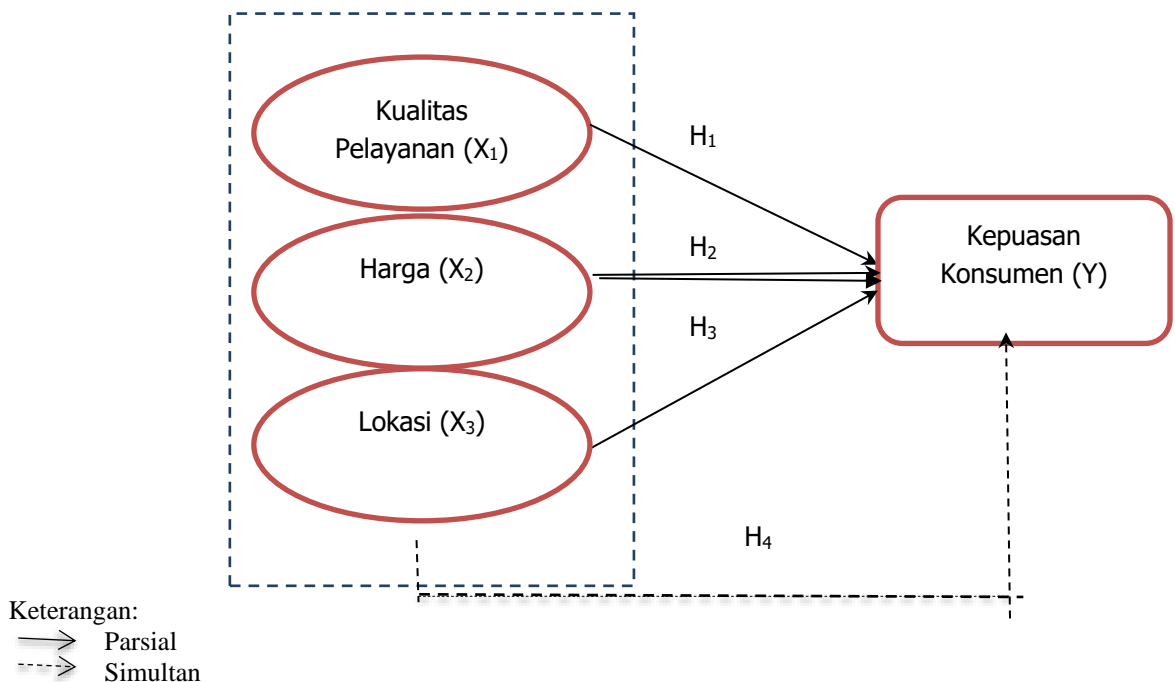 Kualitas
Pelayanan (X₁)
H₁
Harga (X₂)
H₂
Kepuasan
Konsumen (Y)
H₃
Lokasi (X₃)
H₄
Keterangan:
Parsial
Simultan